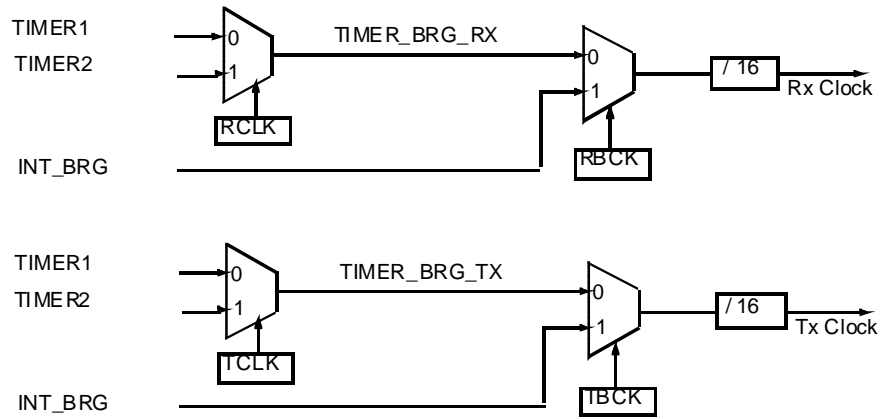 TIMER1
TIMER2
0
1
TIMER_BRG_RX
0
1
/ 16
Rx Clock
RCLK
RBCK
INT_BRG
TIMER1
TIMER2
0
1
TIMER_BRG_TX
0
1
/ 16
Tx Clock
TCLK
TBCK
INT_BRG